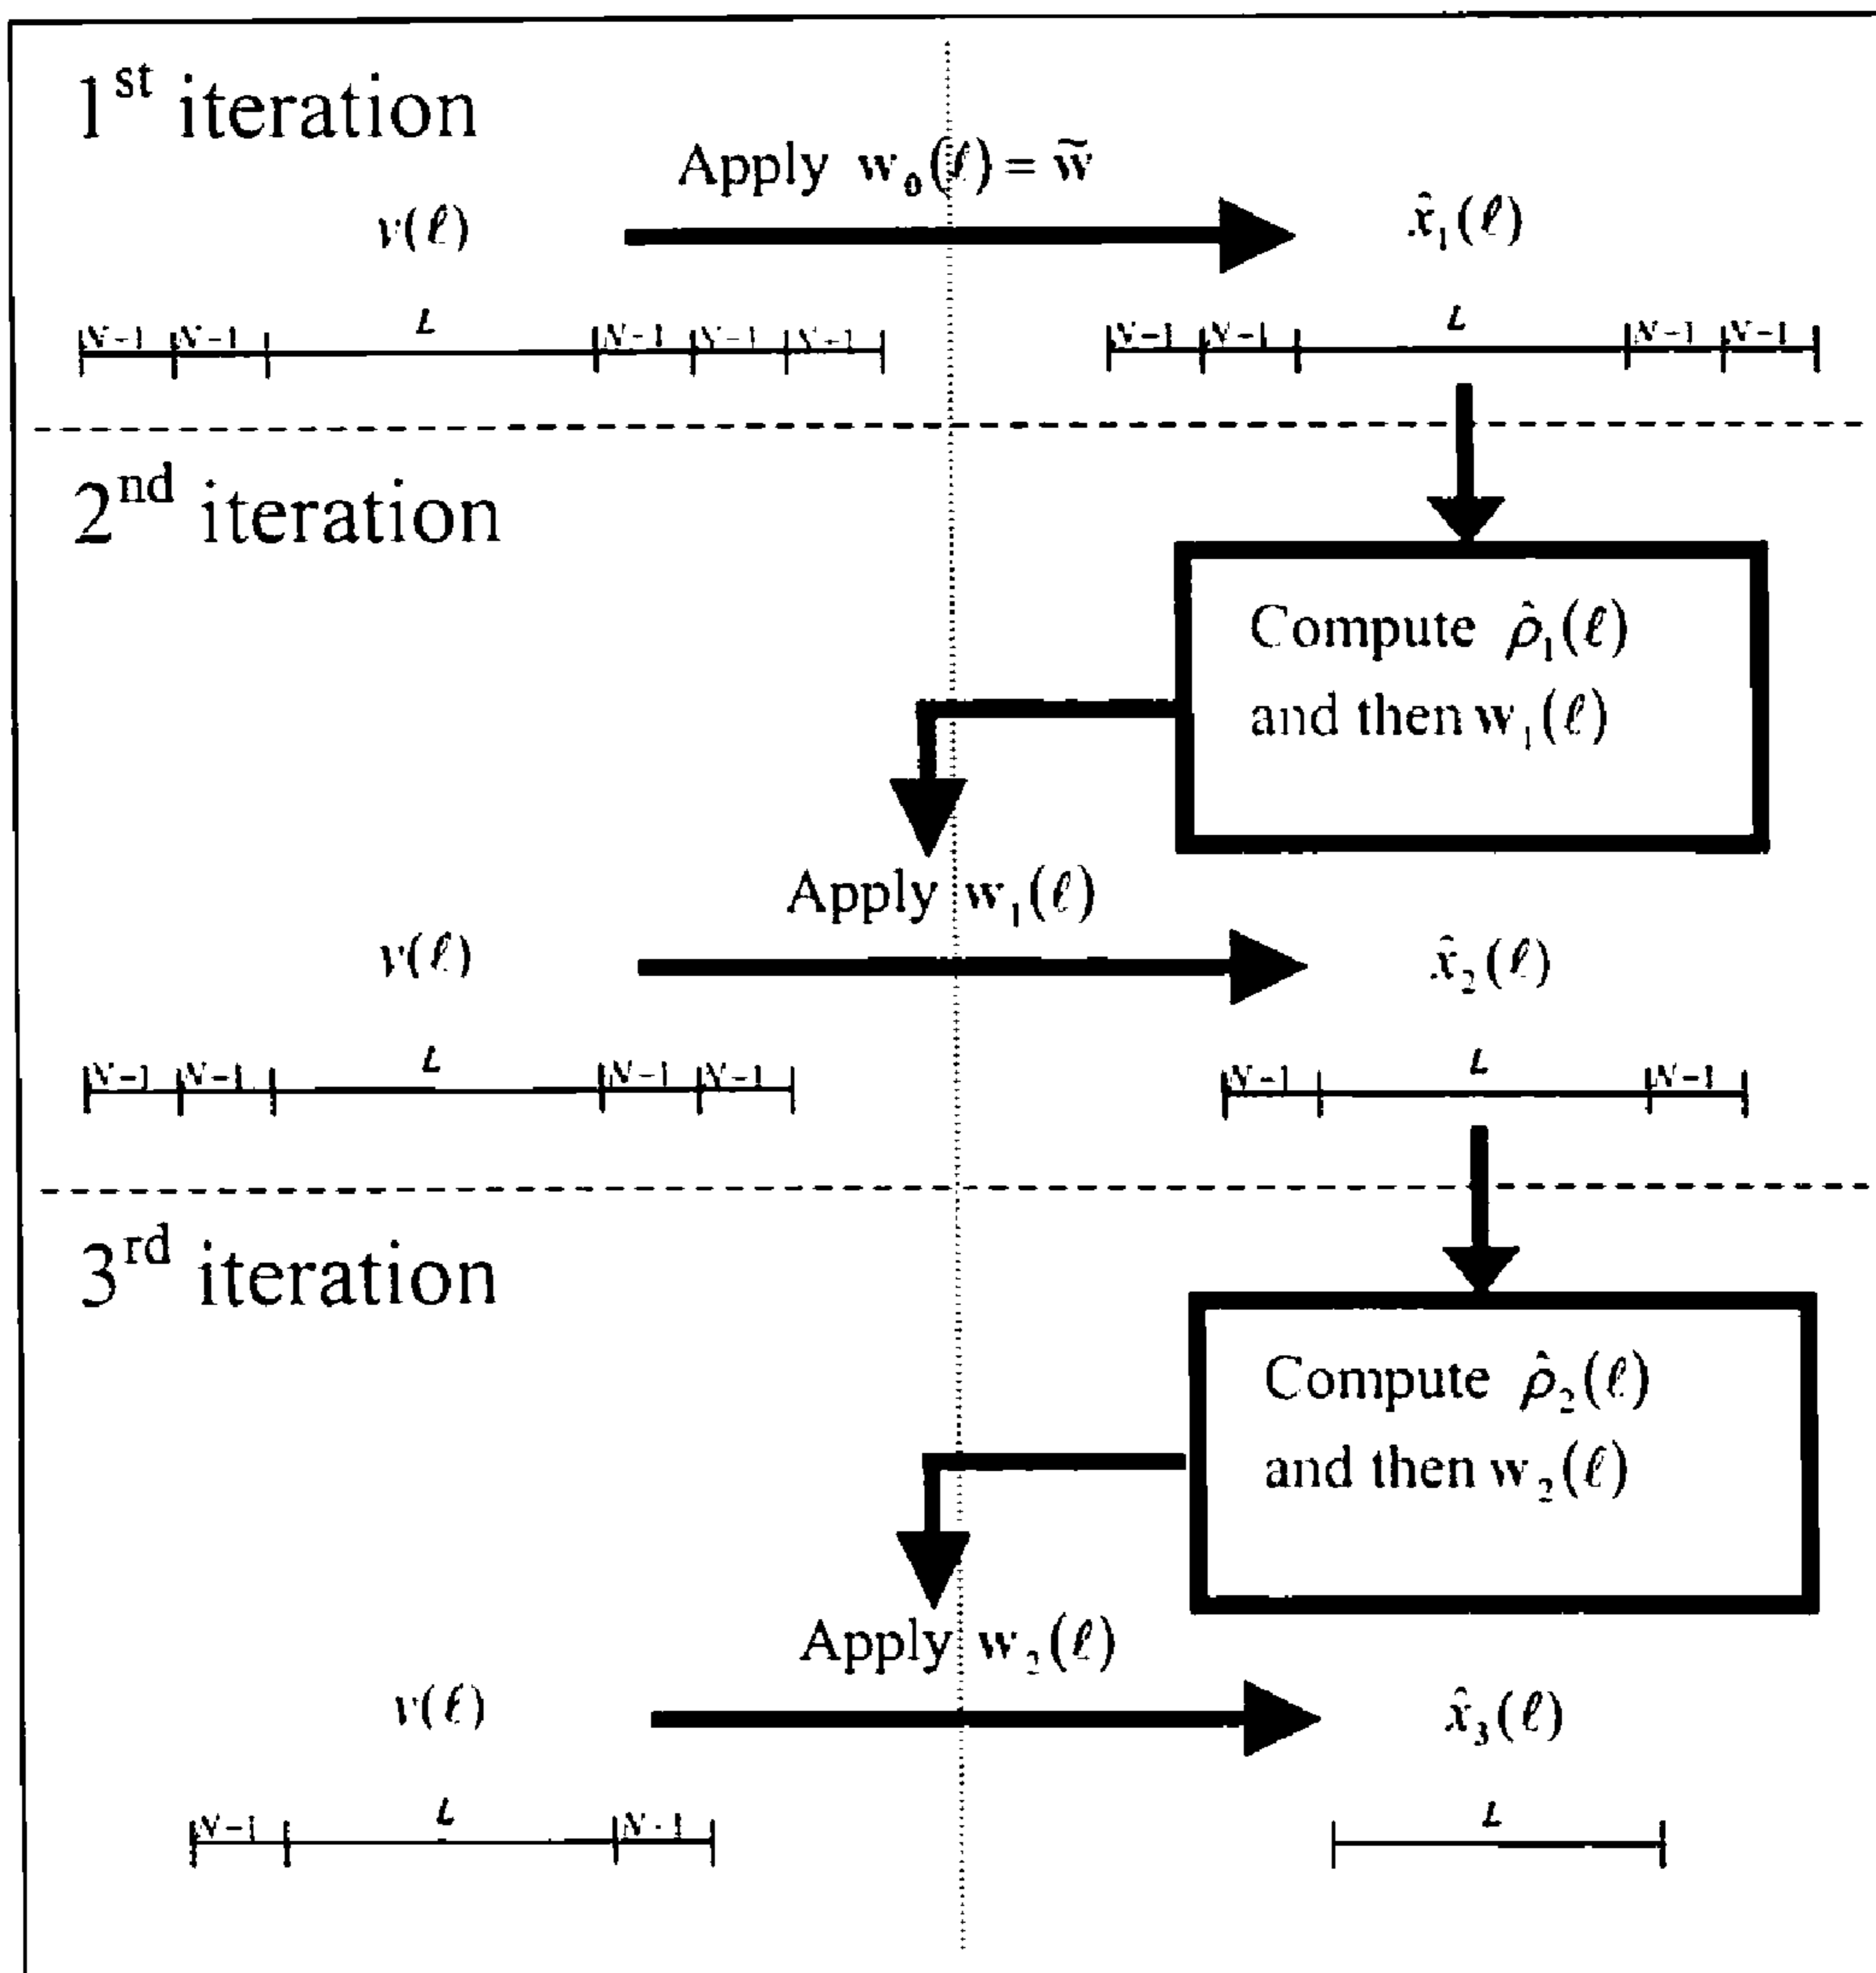 1st iteration
Apply w₀(ℓ) = w̃
y(ℓ)
x̂₁(ℓ)
N−1 N−1 L N−1 N−1 N−1
N−1 N−1 L N−1 N−1
2nd iteration
Compute ρ̂₁(ℓ)
and then w₁(ℓ)
Apply w₁(ℓ)
y(ℓ)
x̂₂(ℓ)
N−1 N−1 L N−1 N−1
N−1 L N−1
3rd iteration
Compute ρ̂₂(ℓ)
and then w₂(ℓ)
Apply w₂(ℓ)
y(ℓ)
x̂₃(ℓ)
N−1 L N−1
L